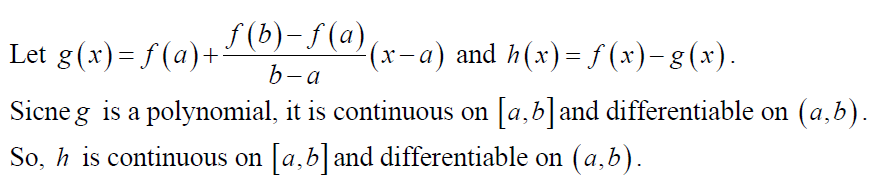 Let g(x) = f(a) + \frac{f(b) - f(a)}{b - a}(x - a) and h(x) = f(x) - g(x).
Sicne g is a polynomial, it is continuous on [a,b] and differentiable on (a,b).
So, h is continuous on [a,b] and differentiable on (a,b).